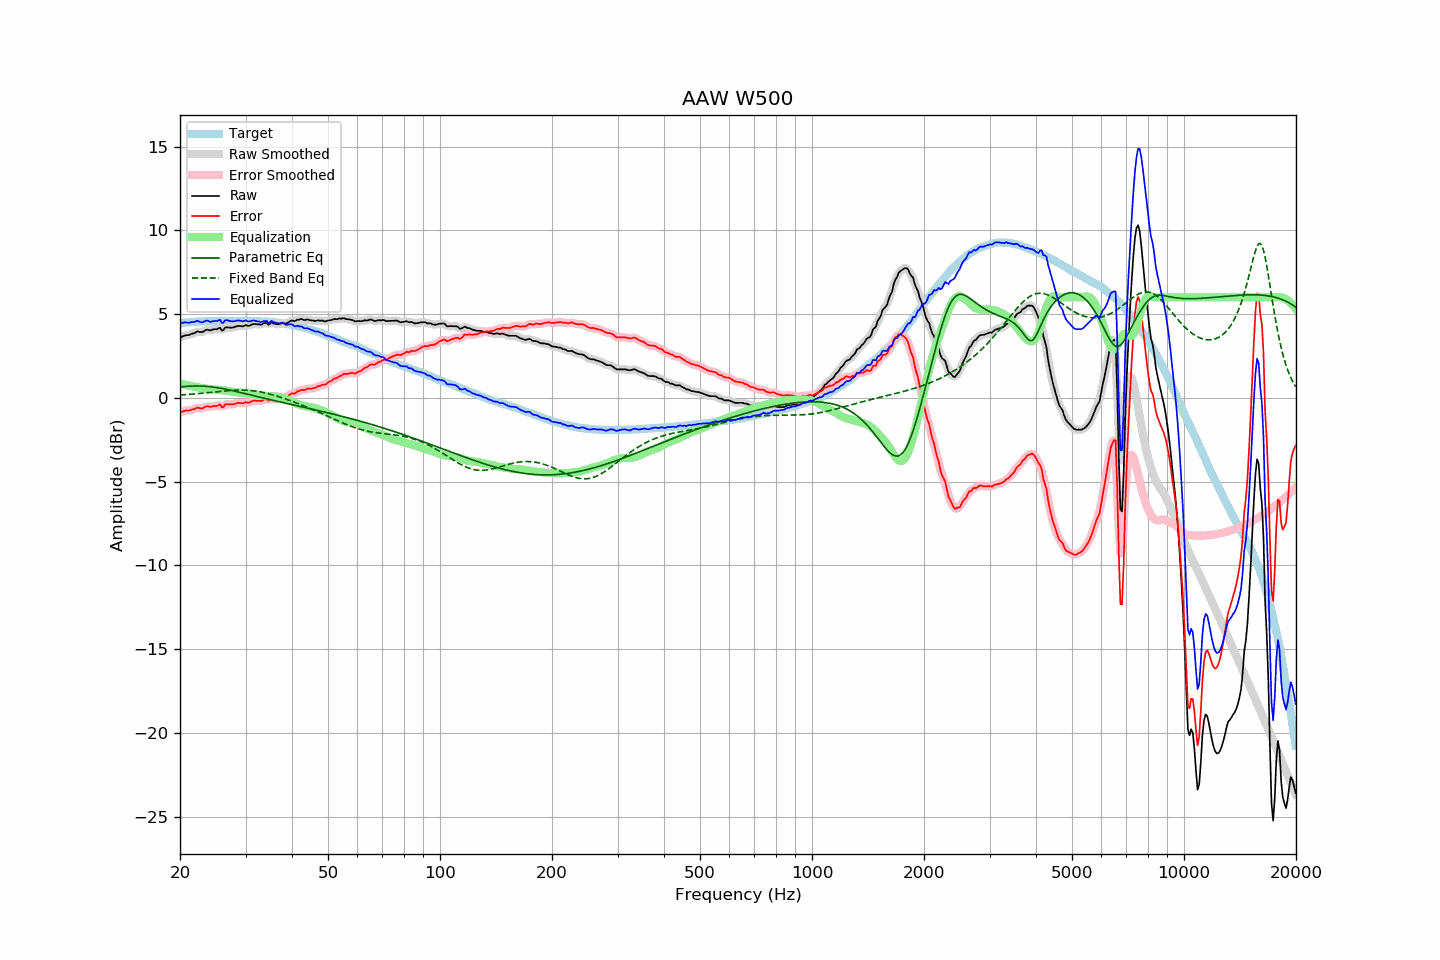 AAW W500
Target
Raw Smoothed
Error Smoothed
Raw
Error
Equalization
Parametric Eq
Fixed Band Eq
Equalized
15
10
5
0
−5
−10
−15
−20
−25
Amplitude (dBr)
20
50
100
200
500
1000
2000
5000
10000
20000
Frequency (Hz)